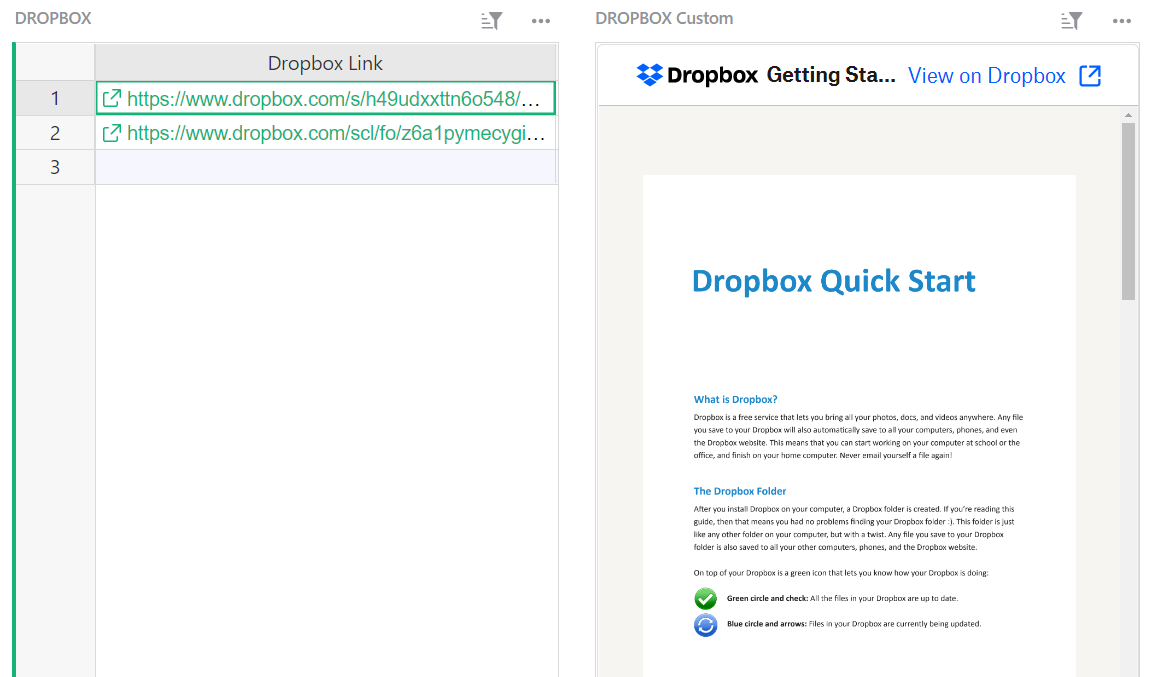 DROPBOX
Dropbox Link
1 https://www.dropbox.com/s/h49udxxttn6o548/...
2 https://www.dropbox.com/scl/fo/z6a1pymecygi...
3
DROPBOX Custom
Dropbox Getting Sta... View on Dropbox
Dropbox Quick Start
What is Dropbox?
Dropbox is a free service that lets you bring all your photos, docs, and videos anywhere. Any file
you save to your Dropbox will also automatically save to all your computers, phones, and even
the Dropbox website. This means that you can start working on your computer at school or the
office, and finish on your home computer. Never email yourself a file again!
The Dropbox Folder
After you install Dropbox on your computer, a Dropbox folder is created. If you're reading this
guide, then that means you had no problems finding your Dropbox folder :). This folder is just
like any other folder on your computer, but with a twist. Any file you save to your Dropbox
folder is also saved to all your other computers, phones, and the Dropbox website.
On top of your Dropbox is a green icon that lets you know how your Dropbox is doing:
Green circle and check: All the files in your Dropbox are up to date.
Blue circle and arrows: Files in your Dropbox are currently being updated.